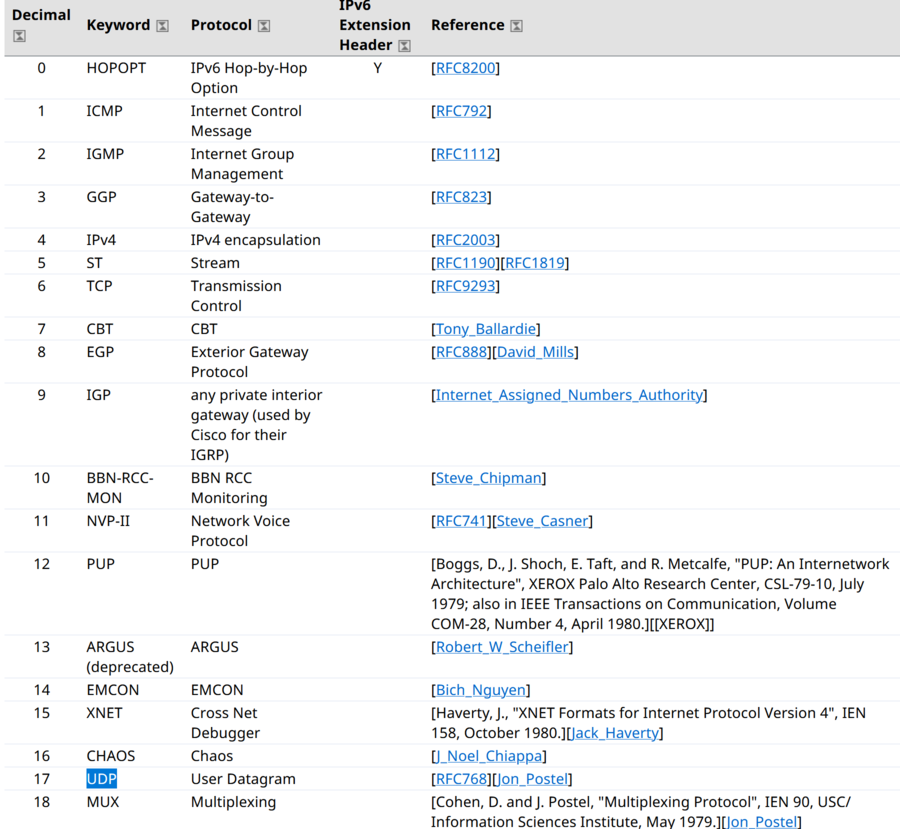 Decimal Keyword Protocol IPv6 Extension Header Reference
0 HOPOPT IPv6 Hop-by-Hop Y [RFC8200]
Option
1 ICMP Internet Control [RFC792]
Message
2 IGMP Internet Group [RFC1112]
Management
3 GGP Gateway-to- [RFC823]
Gateway
4 IPv4 IPv4 encapsulation [RFC2003]
5 ST Stream [RFC1190][RFC1819]
6 TCP Transmission [RFC9293]
Control
7 CBT CBT [Tony_Ballardie]
8 EGP Exterior Gateway [RFC888][David_Mills]
Protocol
9 IGP any private interior [Internet_Assigned_Numbers_Authority]
gateway (used by
Cisco for their
IGRP)
10 BBN-RCC- BBN RCC [Steve_Chipman]
MON Monitoring
11 NVP-II Network Voice [RFC741][Steve_Casner]
Protocol
12 PUP PUP [Boggs, D., J. Shoch, E. Taft, and R. Metcalfe, "PUP: An Internetwork
Architecture", XEROX Palo Alto Research Center, CSL-79-10, July
1979; also in IEEE Transactions on Communication, Volume
COM-28, Number 4, April 1980.][[XEROX]]
13 ARGUS ARGUS [Robert_W_Scheifler]
(deprecated)
14 EMCON EMCON [Bich_Nguyen]
15 XNET Cross Net [Haverty, J., "XNET Formats for Internet Protocol Version 4", IEN
Debugger 158, October 1980.][Jack_Haverty]
16 CHAOS Chaos [J_Noel_Chiappa]
17 UDP User Datagram [RFC768][Jon_Postel]
18 MUX Multiplexing [Cohen, D. and J. Postel, "Multiplexing Protocol", IEN 90, USC/
Information Sciences Institute, May 1979.][Jon_Postel]